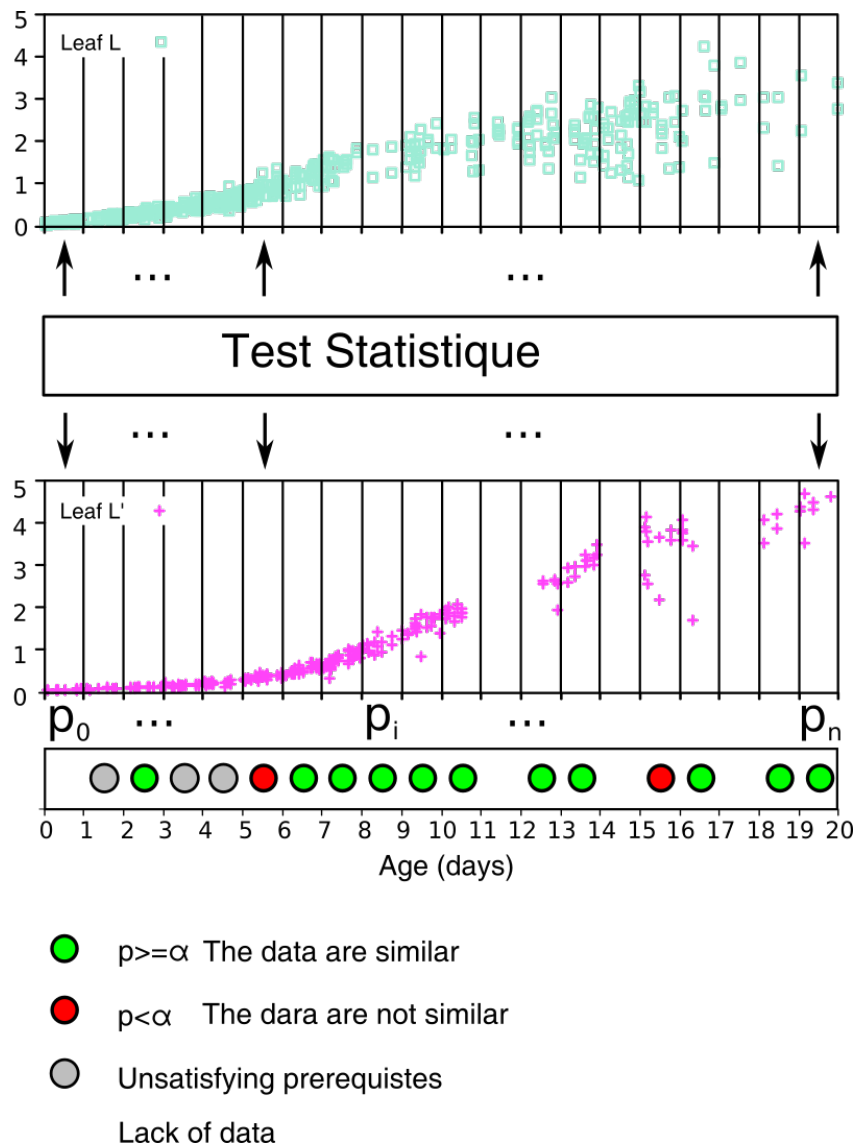 5
Leaf L
4
3
2
1
0
...
...
Test Statistique
...
...
5
Leaf L'
4
3
2
1
0
p0 ... pi ... pn
0 1 2 3 4 5 6 7 8 9 10 11 12 13 14 15 16 17 18 19 20
Age (days)
p>=α The data are similar
p<α The dara are not similar
Unsatisfying prerequistes
Lack of data